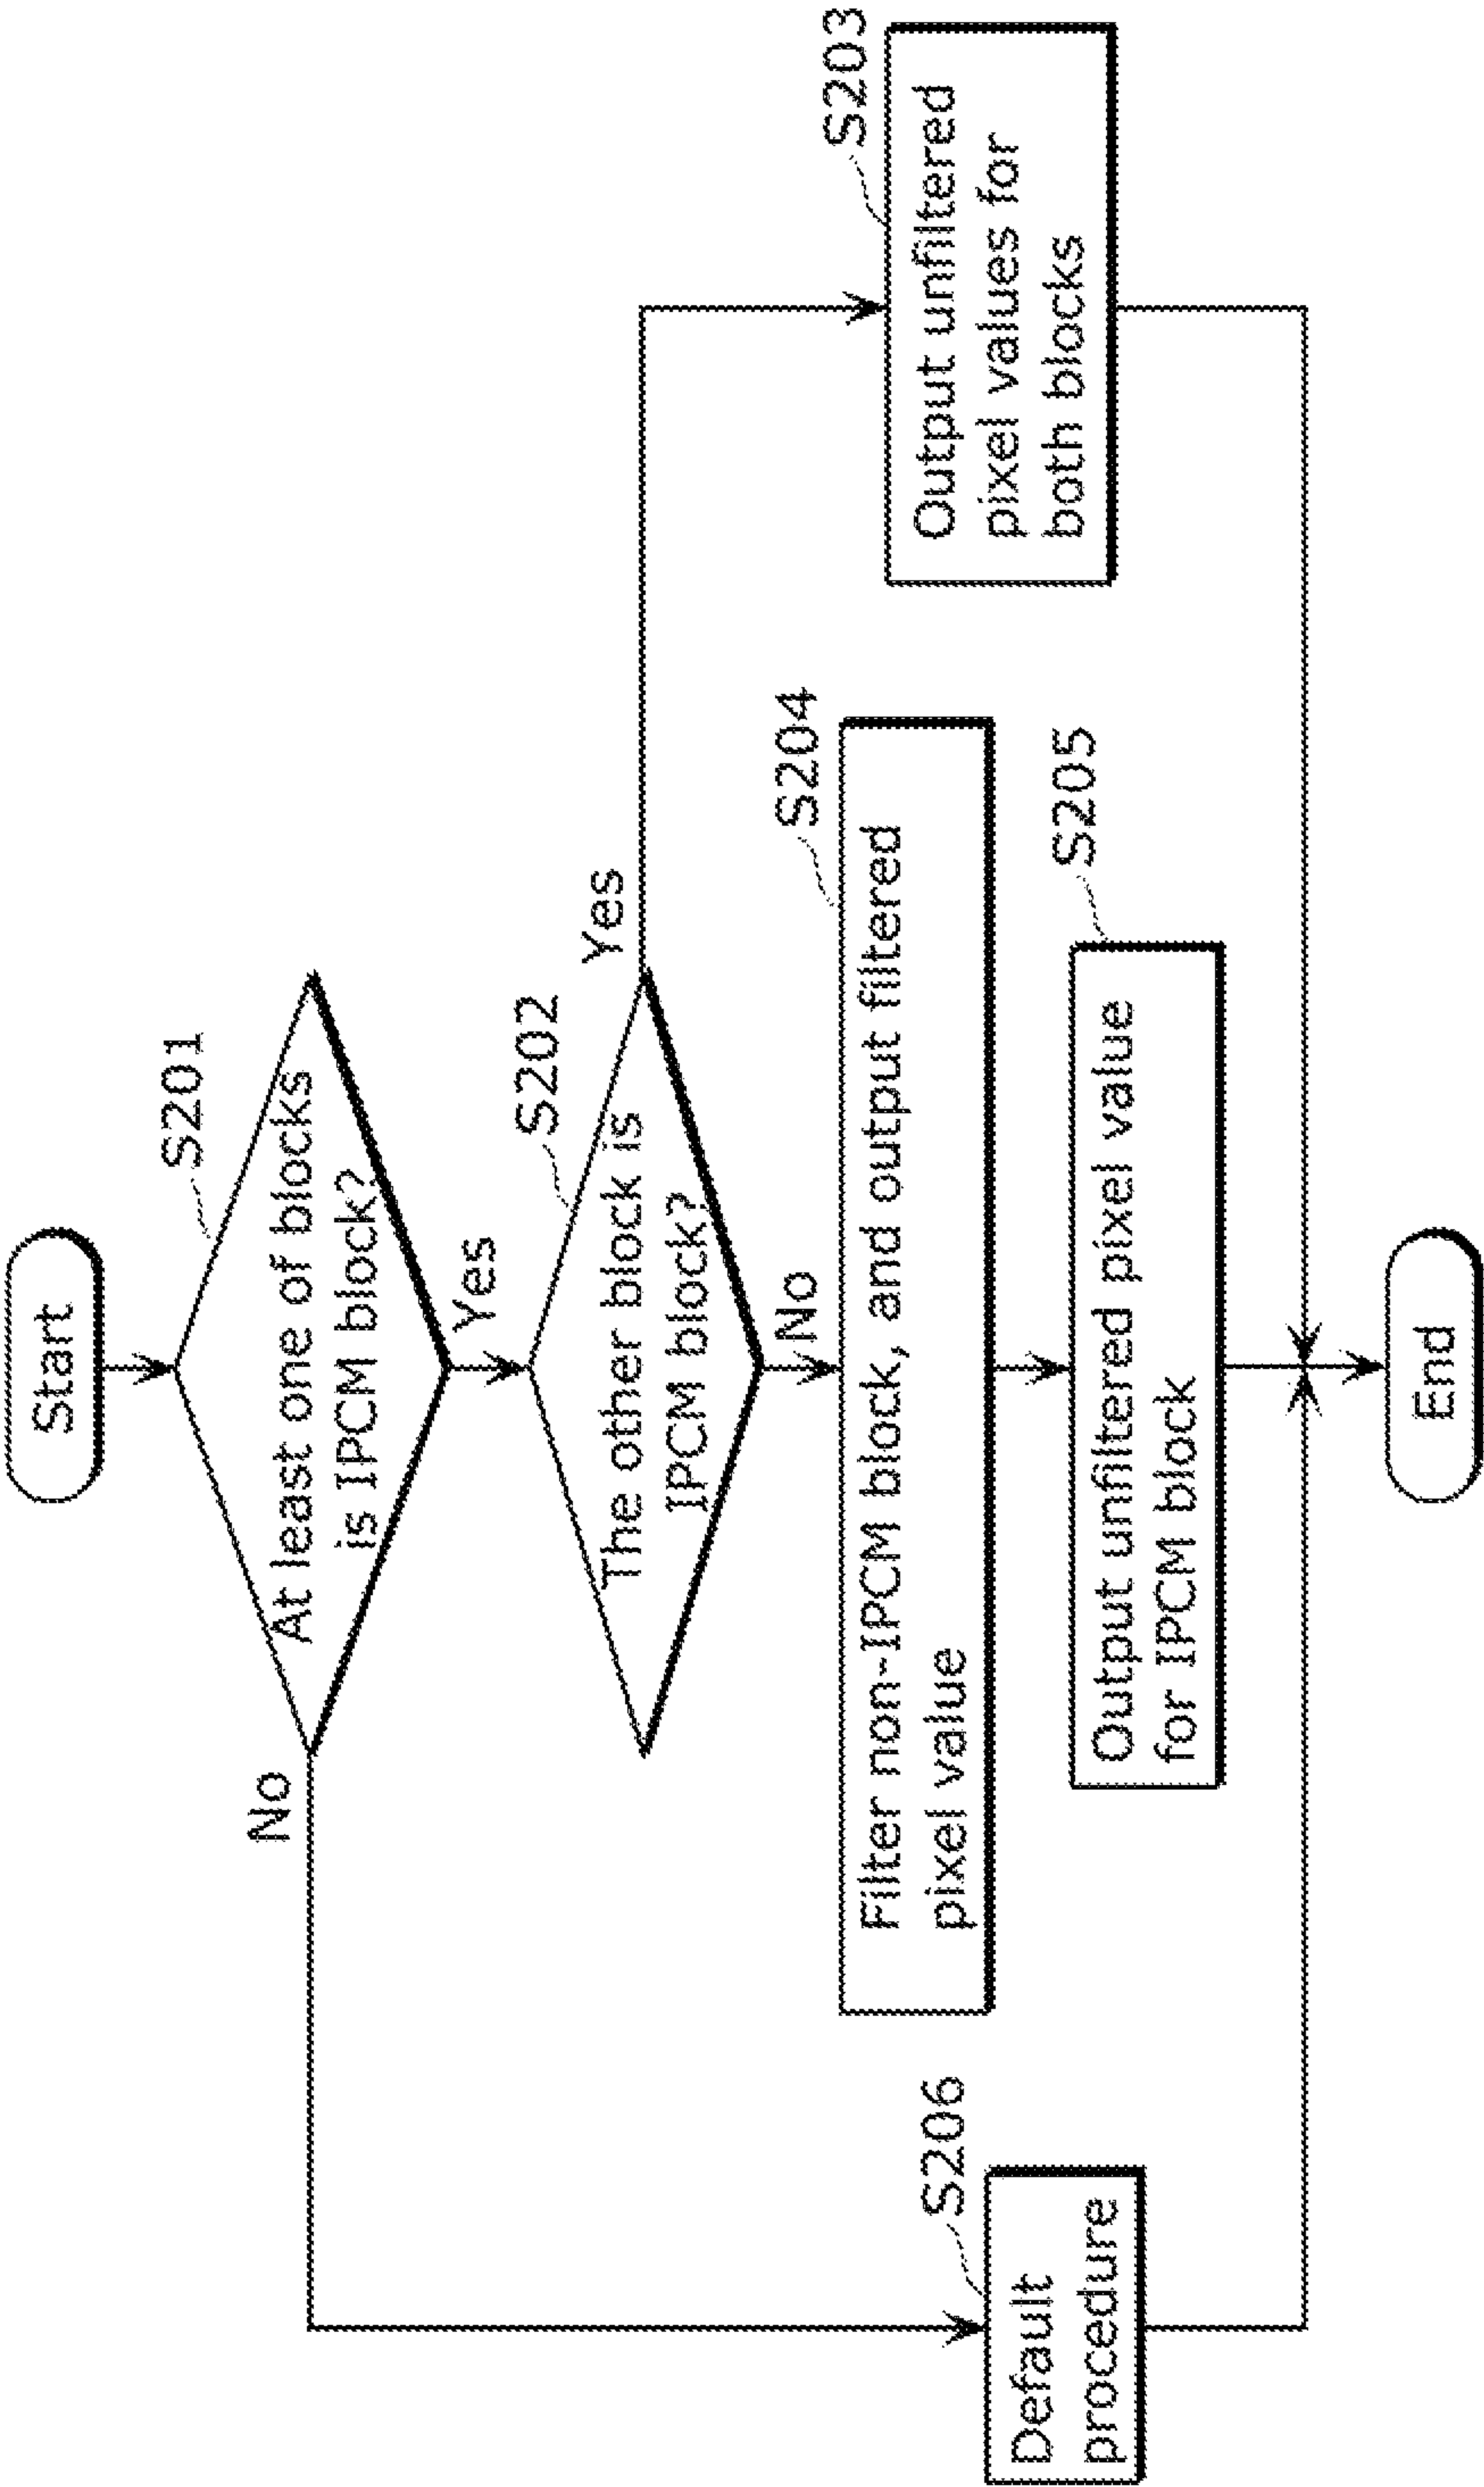 Start
S201
At least one of blocks
is IPCM block?
No
Yes
S202
The other block is
IPCM block?
Yes
No
S203
Output unfiltered
pixel values for
both blocks
S204
Filter non-IPCM block, and output filtered
pixel value
S205
Output unfiltered pixel value
for IPCM block
S206
Default
procedure
End